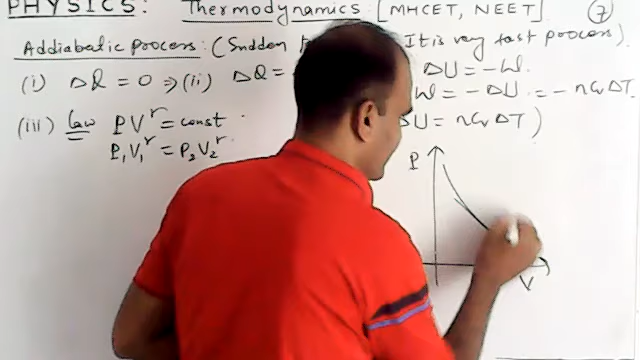 PHYSICS: Thermodynamics [MHCET, NEET] 7
Addiabatic process: (Sudden It is very fast process)
(i) ΔQ = 0 ⇒ (ii) ΔQ = ΔU = -W.
W = -ΔU = -nCvΔT.
(iii) law PV^r = const ΔU = nCvΔT)
P₁V₁^r = P₂V₂^r
P
V